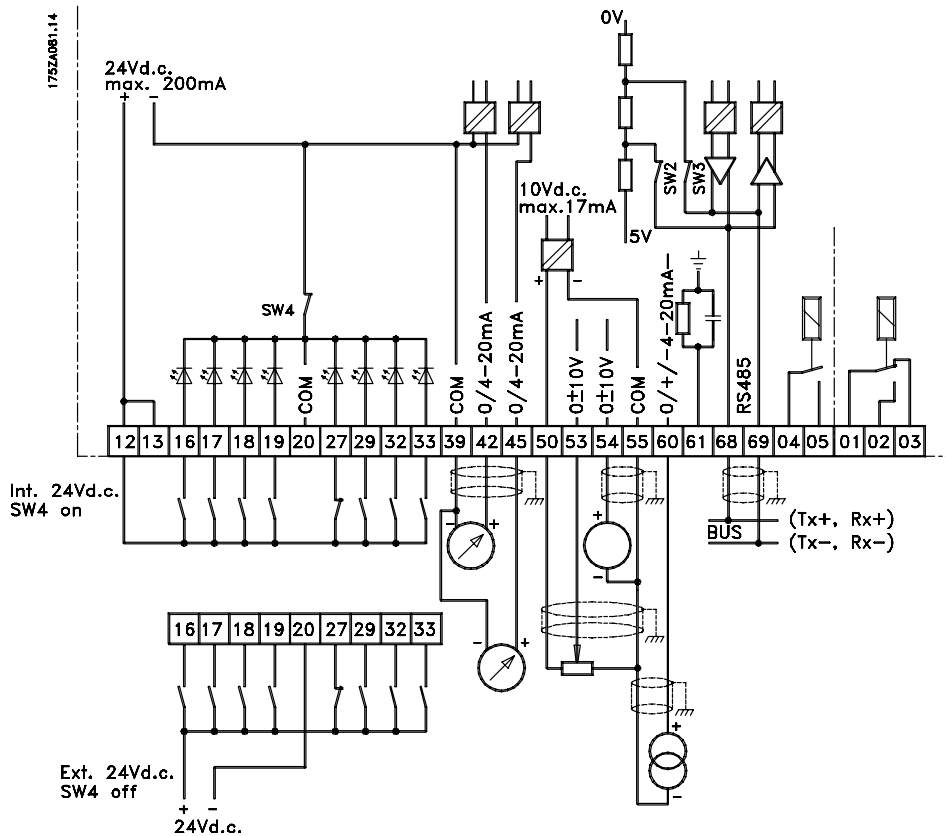 175ZA061.14
24Vd.c.
max. 200mA
+ -
0V
SW2
SW3
5V
10Vd.c.
max.17mA
+ -
SW4
COM
COM
0/4-20mA
0/4-20mA
0±10V
0±10V
COM
0/+/-4-20mA-
RS485
12 13 16 17 18 19 20 27 29 32 33 39 42 45 50 53 54 55 60 61 68 69 04 05 01 02 03
Int. 24Vd.c.
SW4 on
- +
+
-
(Tx+, Rx+)
BUS
(Tx-, Rx-)
16 17 18 19 20 27 29 32 33
- +
+
-
Ext. 24Vd.c.
SW4 off
+ -
24Vd.c.